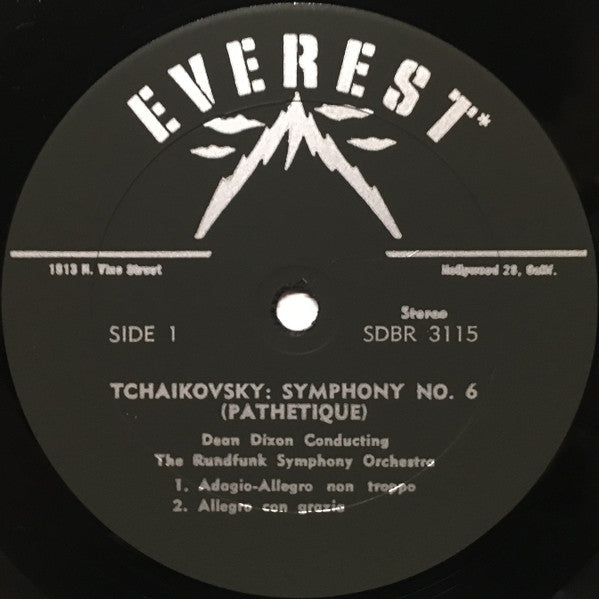 EVEREST*
1913 N. Vine Street
Hollywood 28, Calif.
SIDE 1
Stereo
SDBR 3115
TCHAIKOVSKY: SYMPHONY NO. 6
(PATHETIQUE)
Dean Dixon Conducting
The Rundfunk Symphony Orchestra
1. Adagio-Allegro non troppo
2. Allegro con grazia